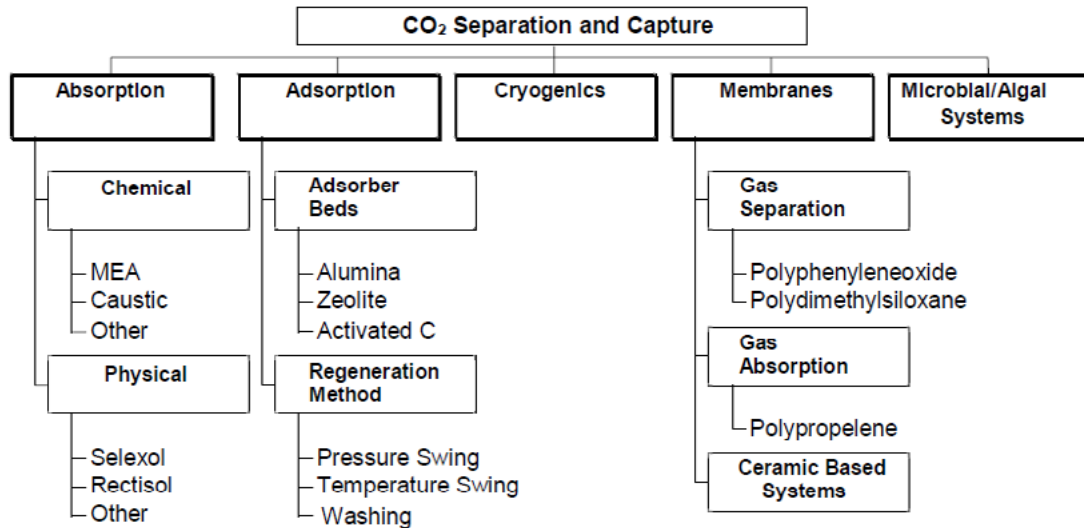 CO₂ Separation and Capture
Absorption
Adsorption
Cryogenics
Membranes
Microbial/Algal
Systems
Chemical
MEA
Caustic
Other
Physical
Selexol
Rectisol
Other
Adsorber
Beds
Alumina
Zeolite
Activated C
Regeneration
Method
Pressure Swing
Temperature Swing
Washing
Gas
Separation
Polyphenyleneoxide
Polydimethylsiloxane
Gas
Absorption
Polypropelene
Ceramic Based
Systems